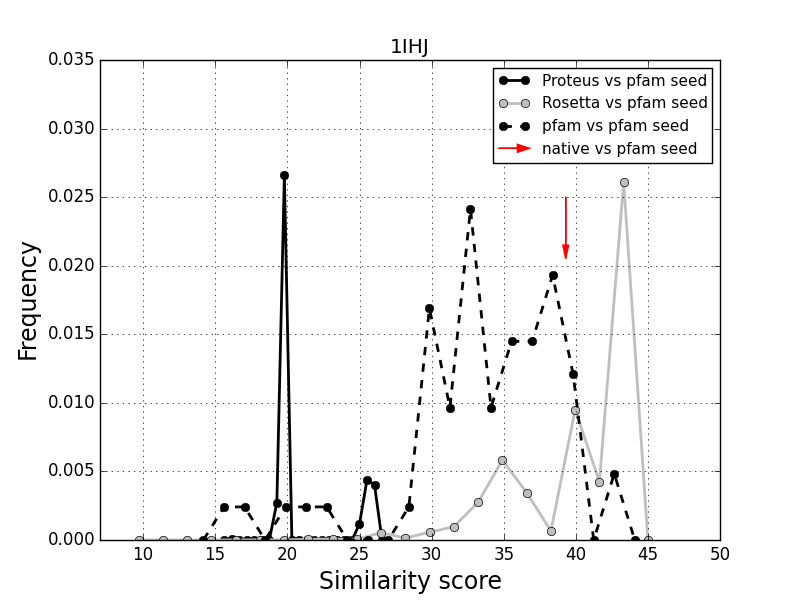 1IHJ
Proteus vs pfam seed
Rosetta vs pfam seed
pfam vs pfam seed
native vs pfam seed
Frequency
0.035
0.030
0.025
0.020
0.015
0.010
0.005
0.000
10 15 20 25 30 35 40 45 50
Similarity score